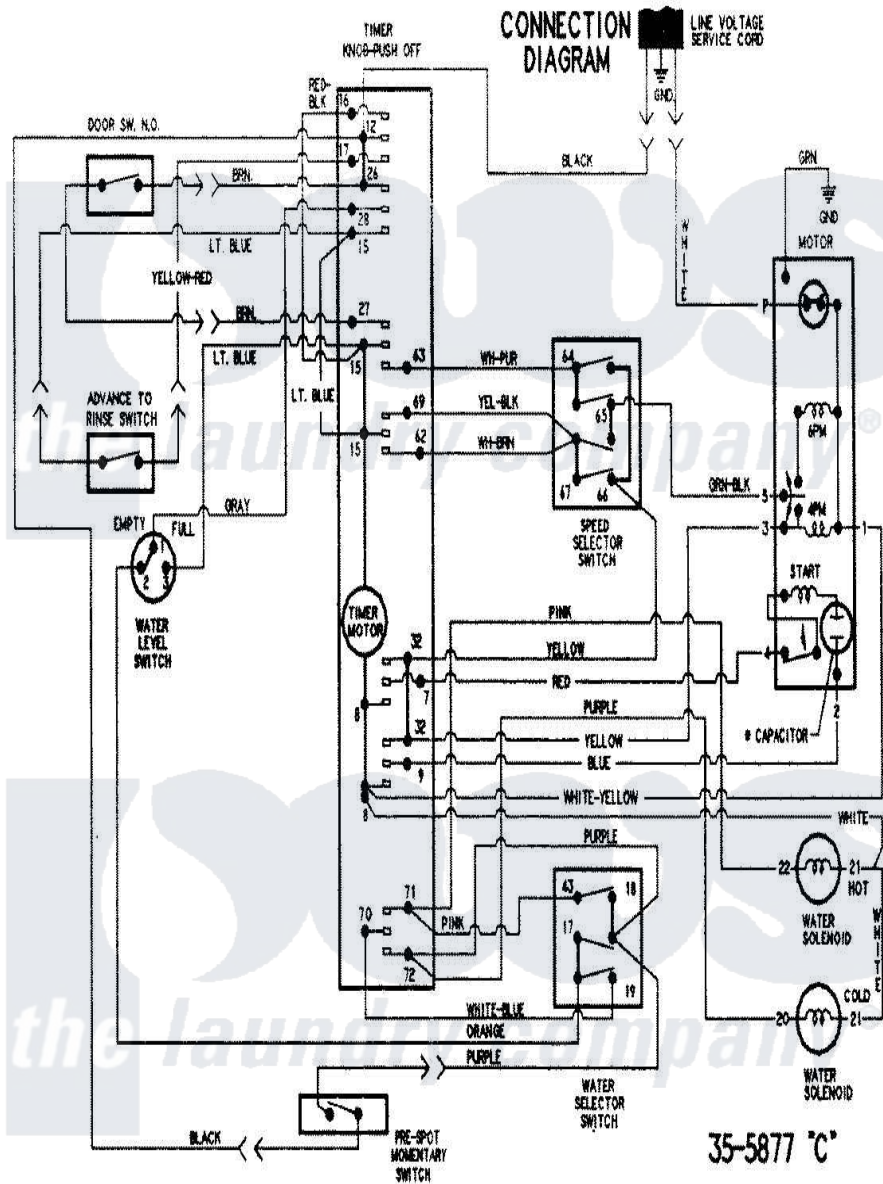 CONNECTION
DIAGRAM
LINE VOLTAGE
SERVICE CORD
TIMER
KNOB-PUSH OFF
GND
RED-
BLK
16
12
DOOR SW. N.O.
17
BLACK
BRN.
26
GRN
GND
28
MOTOR
LT. BLUE
15
WHITE
YELLOW-RED
BRN.
27
P
LT. BLUE
15
63
WH-PUR
64
ADVANCE TO
RINSE SWITCH
LT. BLUE
69
YEL-BLK
65
6PM
15
62
WH-BRN
67
66
GRN-BLK
5
GRAY
4PM
EMPTY
FULL
1
2
3
SPEED
SELECTOR
SWITCH
3
1
START
WATER
LEVEL
SWITCH
TIMER
MOTOR
PINK
32
YELLOW
4
RED
7
8
PURPLE
2
32
YELLOW
# CAPACITOR
BLUE
9
WHITE-YELLOW
8
WHITE
PURPLE
22
21
HOT
71
43
18
70
PINK
17
WATER
SOLENOID
WHITE
72
19
COLD
WHITE-BLUE
20
21
ORANGE
PURPLE
WATER
SOLENOID
WATER
SELECTOR
SWITCH
BLACK
PRE-SPOT
MOMENTARY
SWITCH
35-5877 "C"
the laundry company®
the laundry company®